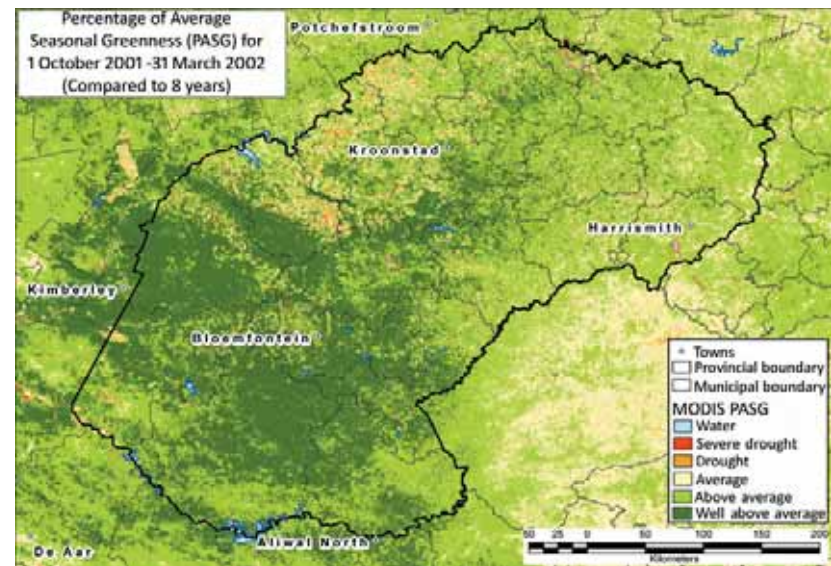 Percentage of Average
Seasonal Greenness (PASG) for
1 October 2001 -31 March 2002
(Compared to 8 years)
Potchefstroom
Kroonstad
Harrismith
Kimberley
Bloemfontein
De Aar
Aliwal North
Towns
Provincial boundary
Municipal boundary
MODIS PASG
Water
Severe drought
Drought
Average
Above average
Well above average
50 25 0 50 100 150 200
Kilometers